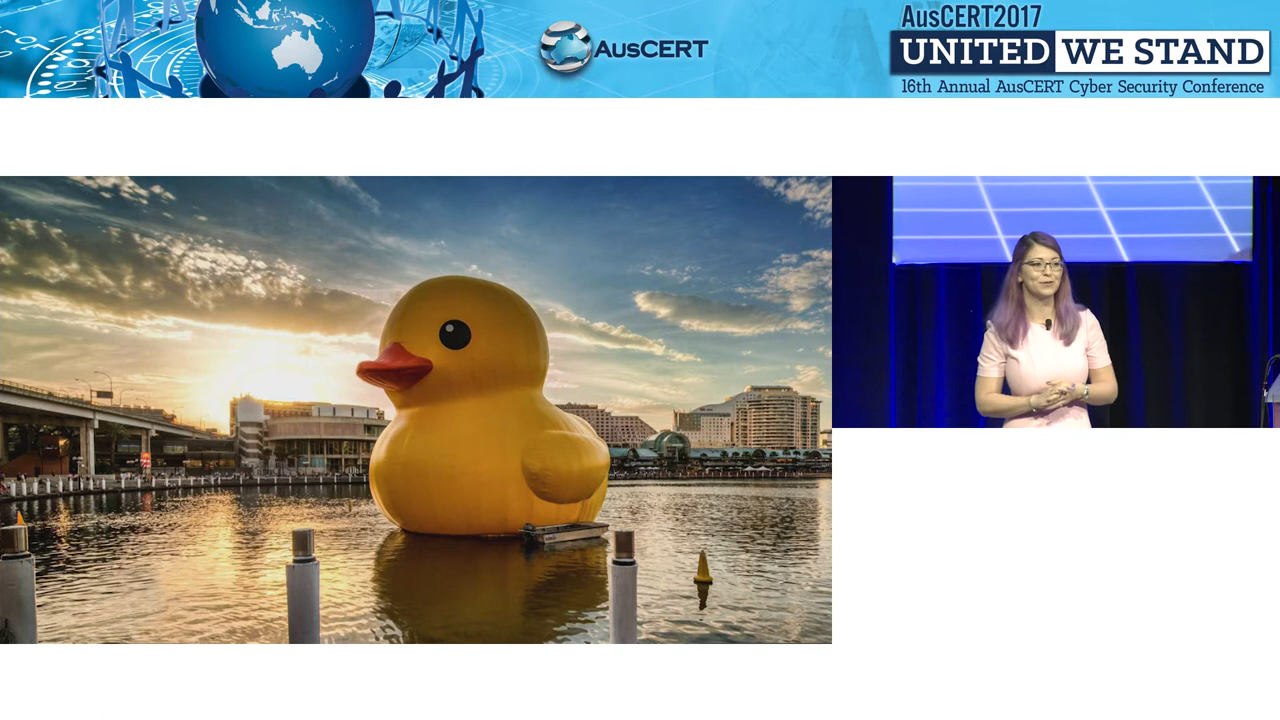 AusCERT
AusCERT2017
UNITED WE STAND
16th Annual AusCERT Cyber Security Conference